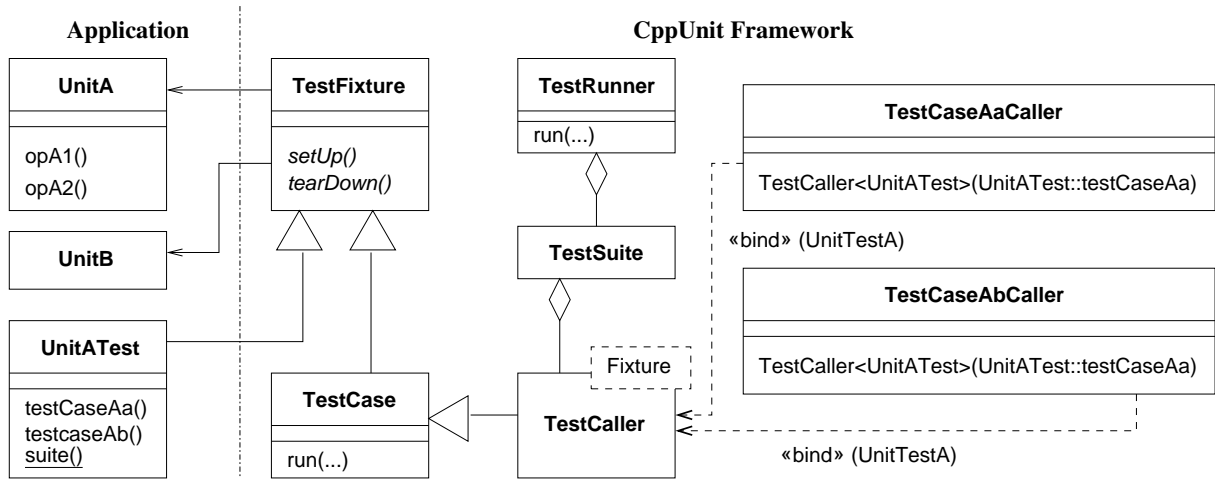 Application
CppUnit Framework
UnitA
opA1()
opA2()
TestFixture
setUp()
tearDown()
TestRunner
run(...)
TestCaseAaCaller
TestCaller<UnitATest>(UnitATest::testCaseAa)
UnitB
TestSuite
«bind» (UnitTestA)
TestCaseAbCaller
TestCaller<UnitATest>(UnitATest::testCaseAa)
UnitATest
testCaseAa()
testcaseAb()
suite()
TestCase
run(...)
Fixture
TestCaller
«bind» (UnitTestA)